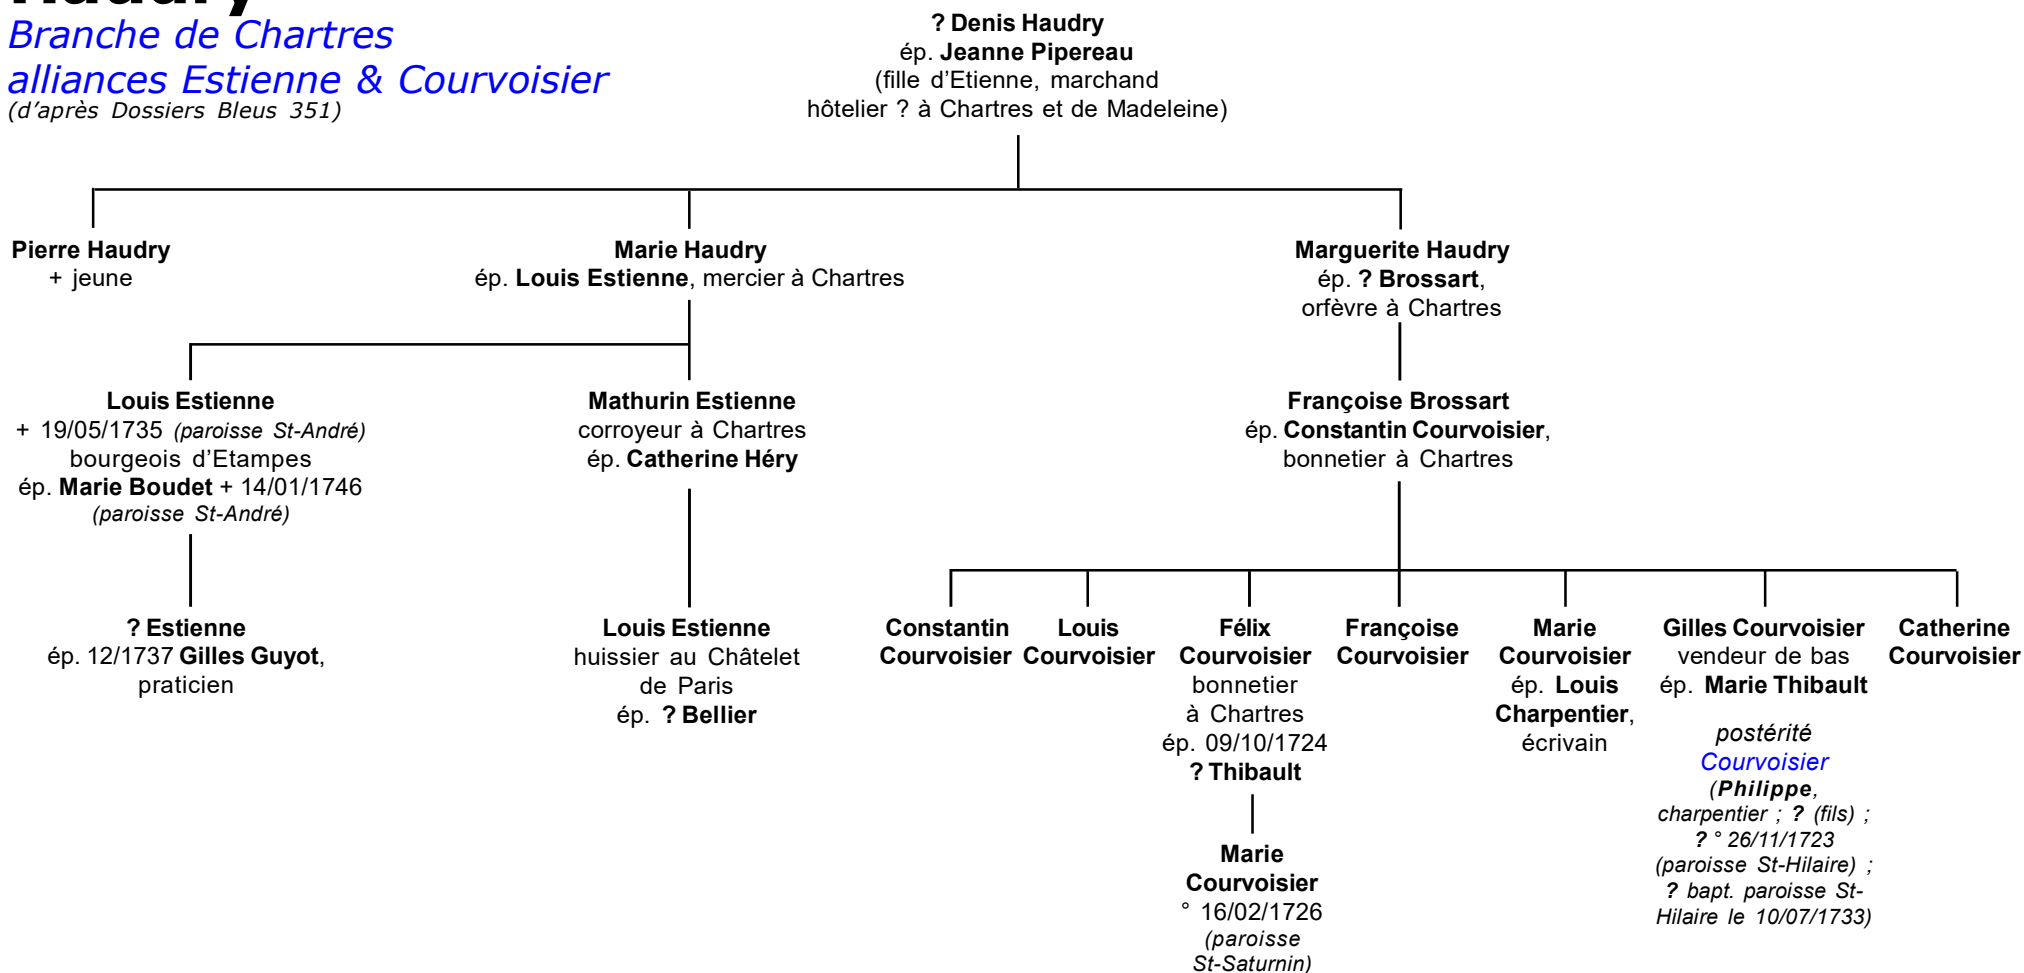 Haudry
Branche de Chartres
alliances Estienne & Courvoisier
(d'après Dossiers Bleus 351)
? Denis Haudry
ép. Jeanne Pipereau
(fille d'Etienne, marchand
hôtelier ? à Chartres et de Madeleine)
Pierre Haudry
+ jeune
Marie Haudry
ép. Louis Estienne, mercier à Chartres
Marguerite Haudry
ép. ? Brossart,
orfèvre à Chartres
Louis Estienne
+ 19/05/1735 (paroisse St-André)
bourgeois d'Etampes
ép. Marie Boudet + 14/01/1746
(paroisse St-André)
Mathurin Estienne
corroyeur à Chartres
ép. Catherine Héry
Françoise Brossart
ép. Constantin Courvoisier,
bonnetier à Chartres
? Estienne
ép. 12/1737 Gilles Guyot,
praticien
Louis Estienne
huissier au Châtelet
de Paris
ép. ? Bellier
Constantin
Courvoisier
Louis
Courvoisier
Félix
Courvoisier
bonnetier
à Chartres
ép. 09/10/1724
? Thibault
Marie
Courvoisier
° 16/02/1726
(paroisse
St-Saturnin)
Françoise
Courvoisier
Marie
Courvoisier
ép. Louis
Charpentier,
écrivain
Gilles Courvoisier
vendeur de bas
ép. Marie Thibault
postérité
Courvoisier
(Philippe,
charpentier ; ? (fils) ;
? ° 26/11/1723
(paroisse St-Hilaire) ;
? bapt. paroisse St-
Hilaire le 10/07/1733)
Catherine
Courvoisier